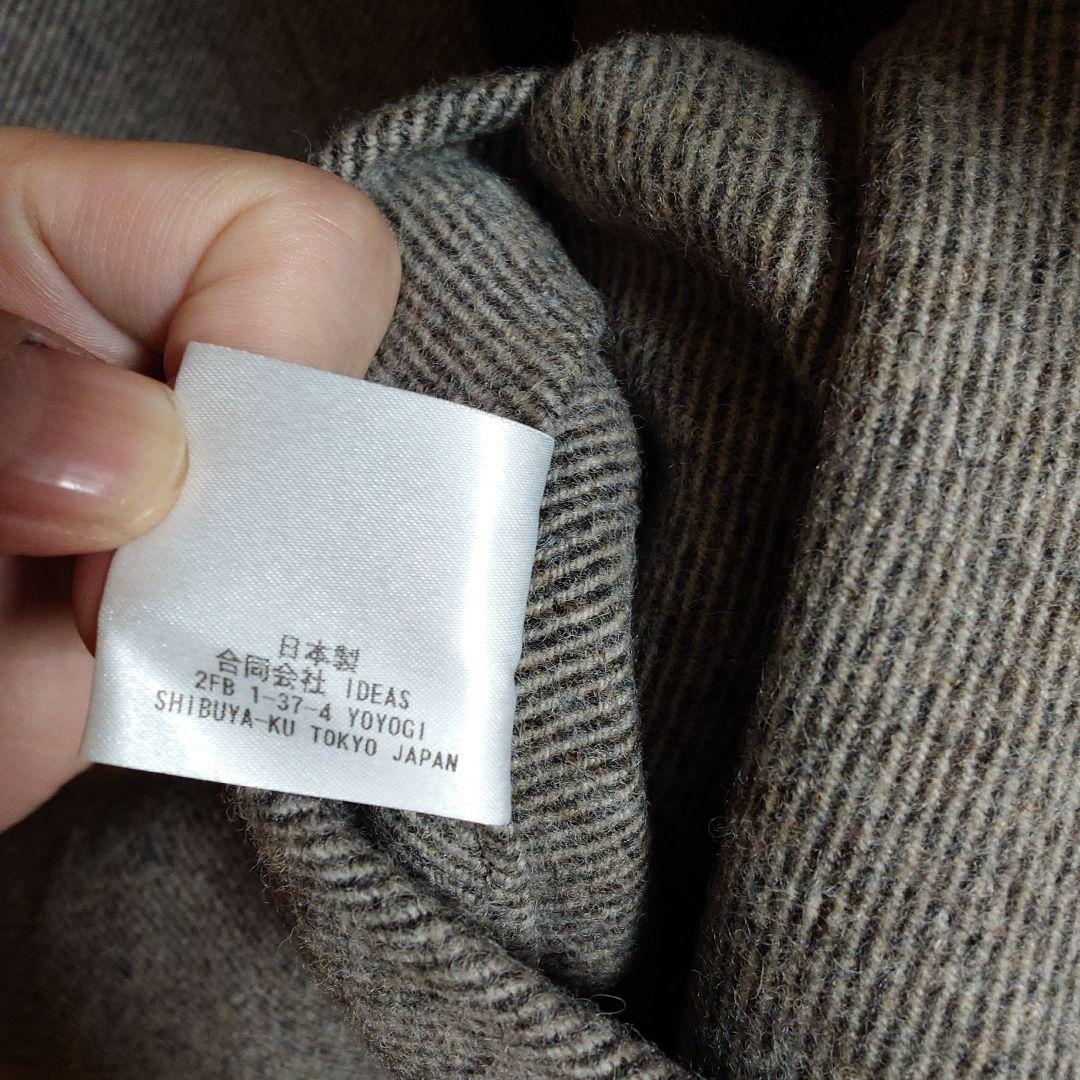 日本製
合同会社 IDEAS
2FB 1-37-4 YOYOGI
SHIBUYA-KU TOKYO JAPAN